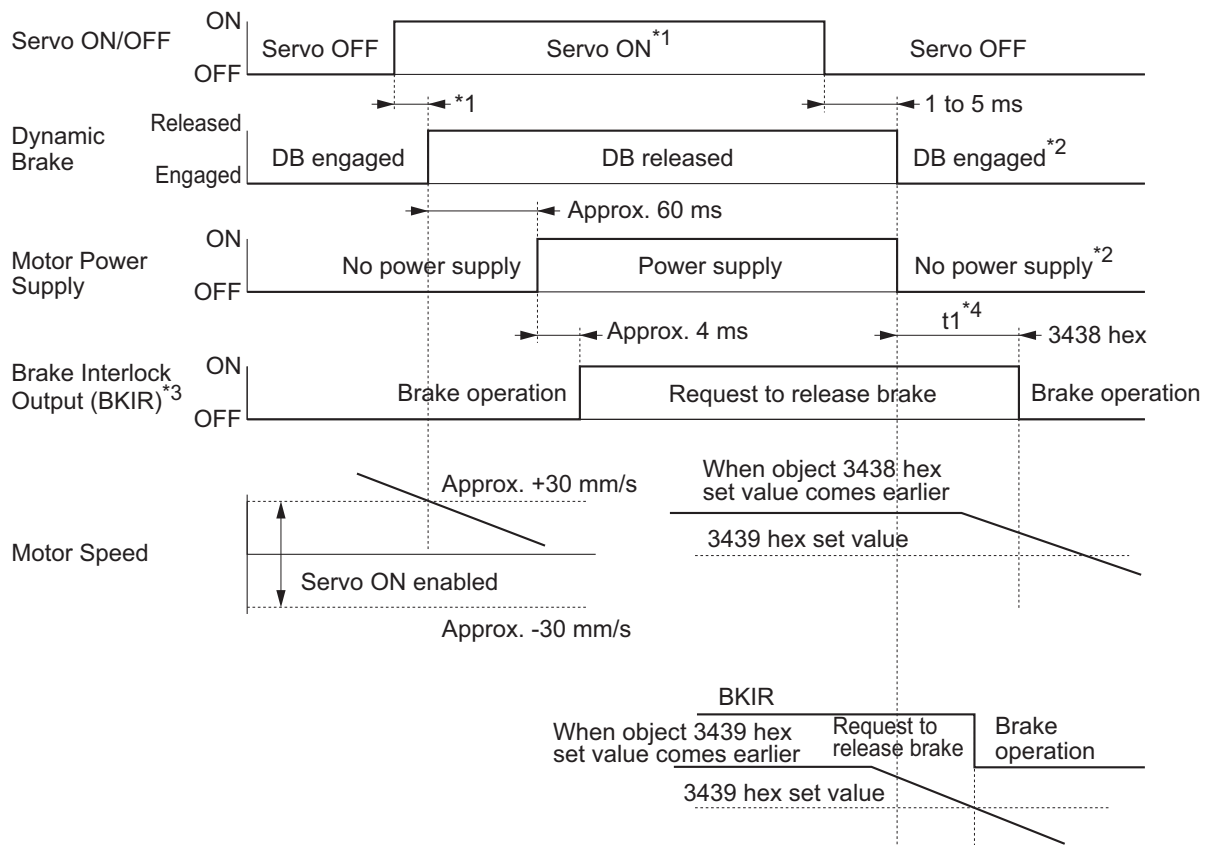 ON
Servo ON/OFF
Servo OFF
Servo ON*1
Servo OFF
OFF
*1
1 to 5 ms
Released
Dynamic
Brake
DB engaged
DB released
DB engaged*2
Engaged
Approx. 60 ms
ON
Motor Power
Supply
No power supply
Power supply
No power supply*2
OFF
t1*4
Approx. 4 ms
3438 hex
ON
Brake Interlock
Output (BKIR)*3
Brake operation
Request to release brake
Brake operation
OFF
When object 3438 hex
set value comes earlier
Approx. +30 mm/s
3439 hex set value
Motor Speed
Servo ON enabled
Approx. -30 mm/s
BKIR
When object 3439 hex
set value comes earlier
Request to
release brake
Brake
operation
3439 hex set value